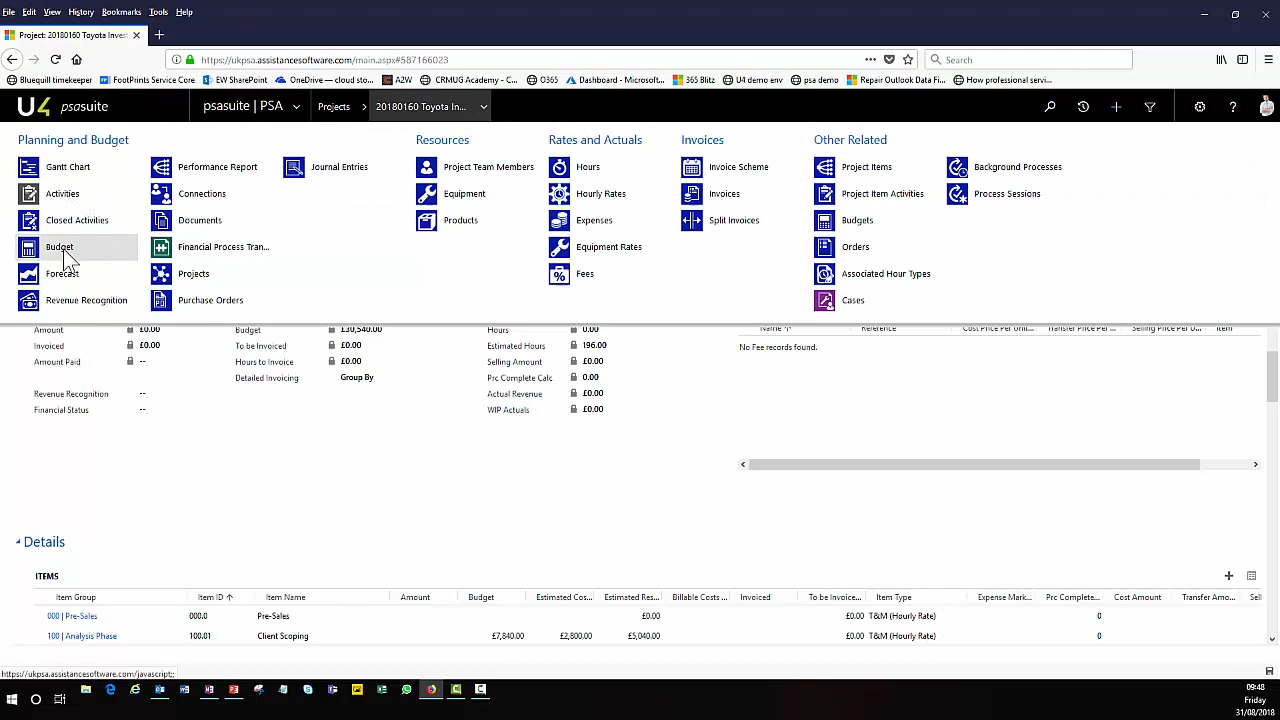 File Edit View History Bookmarks Tools Help
Project: 20180160 Toyota Invest
https://ukpsa.assistancesoftware.com/main.aspx#587166023
Search
Bluequill timekeeper FootPrints Service Core EW SharePoint OneDrive — cloud sto... A2W CRMUG Academy - C... O365 Dashboard - Microsoft... 365 Blitz U4 demo env psa demo Repair Outlook Data Fi... How professional servi...
U4 psasuite psasuite | PSA Projects 20180160 Toyota In...
Planning and Budget Resources Rates and Actuals Invoices Other Related
Gantt Chart Performance Report Journal Entries Project Team Members Hours Invoice Scheme Project Items Background Processes
Activities Connections Equipment Hourly Rates Invoices Project Item Activities Process Sessions
Closed Activities Documents Products Expenses Split Invoices Budgets
Budget Financial Process Tran... Equipment Rates Orders
Forecast Projects Fees Associated Hour Types
Revenue Recognition Purchase Orders Cases
Amount £0.00 Budget £30,540.00 Hours 0.00 Name Reference Cost Price Per Unit... Transfer Price Per ... Selling Price Per U... Item
Invoiced £0.00 To be Invoiced £0.00 Estimated Hours 196.00 No Fee records found.
Amount Paid -- Hours to Invoice £0.00 Selling Amount £0.00
Detailed Invoicing Group By Prc Complete Calc 0.00
Revenue Recognition -- Actual Revenue £0.00
Financial Status -- WIP Actuals £0.00
Details
ITEMS
Item Group Item ID Item Name Amount Budget Estimated Cos... Estimated Res... Billable Costs ... Invoiced To be Invoice... Item Type Expense Mark... Prc Complete... Cost Amount Transfer Amo... Sell
000 | Pre-Sales 000.0 Pre-Sales £0.00 £0.00 T&M (Hourly Rate) 0
100 | Analysis Phase 100.01 Client Scoping £7,840.00 £2,800.00 £5,040.00 £0.00 T&M (Hourly Rate) 0
https://ukpsa.assistancesoftware.com/javascript:;
09:48
Friday
31/08/2018